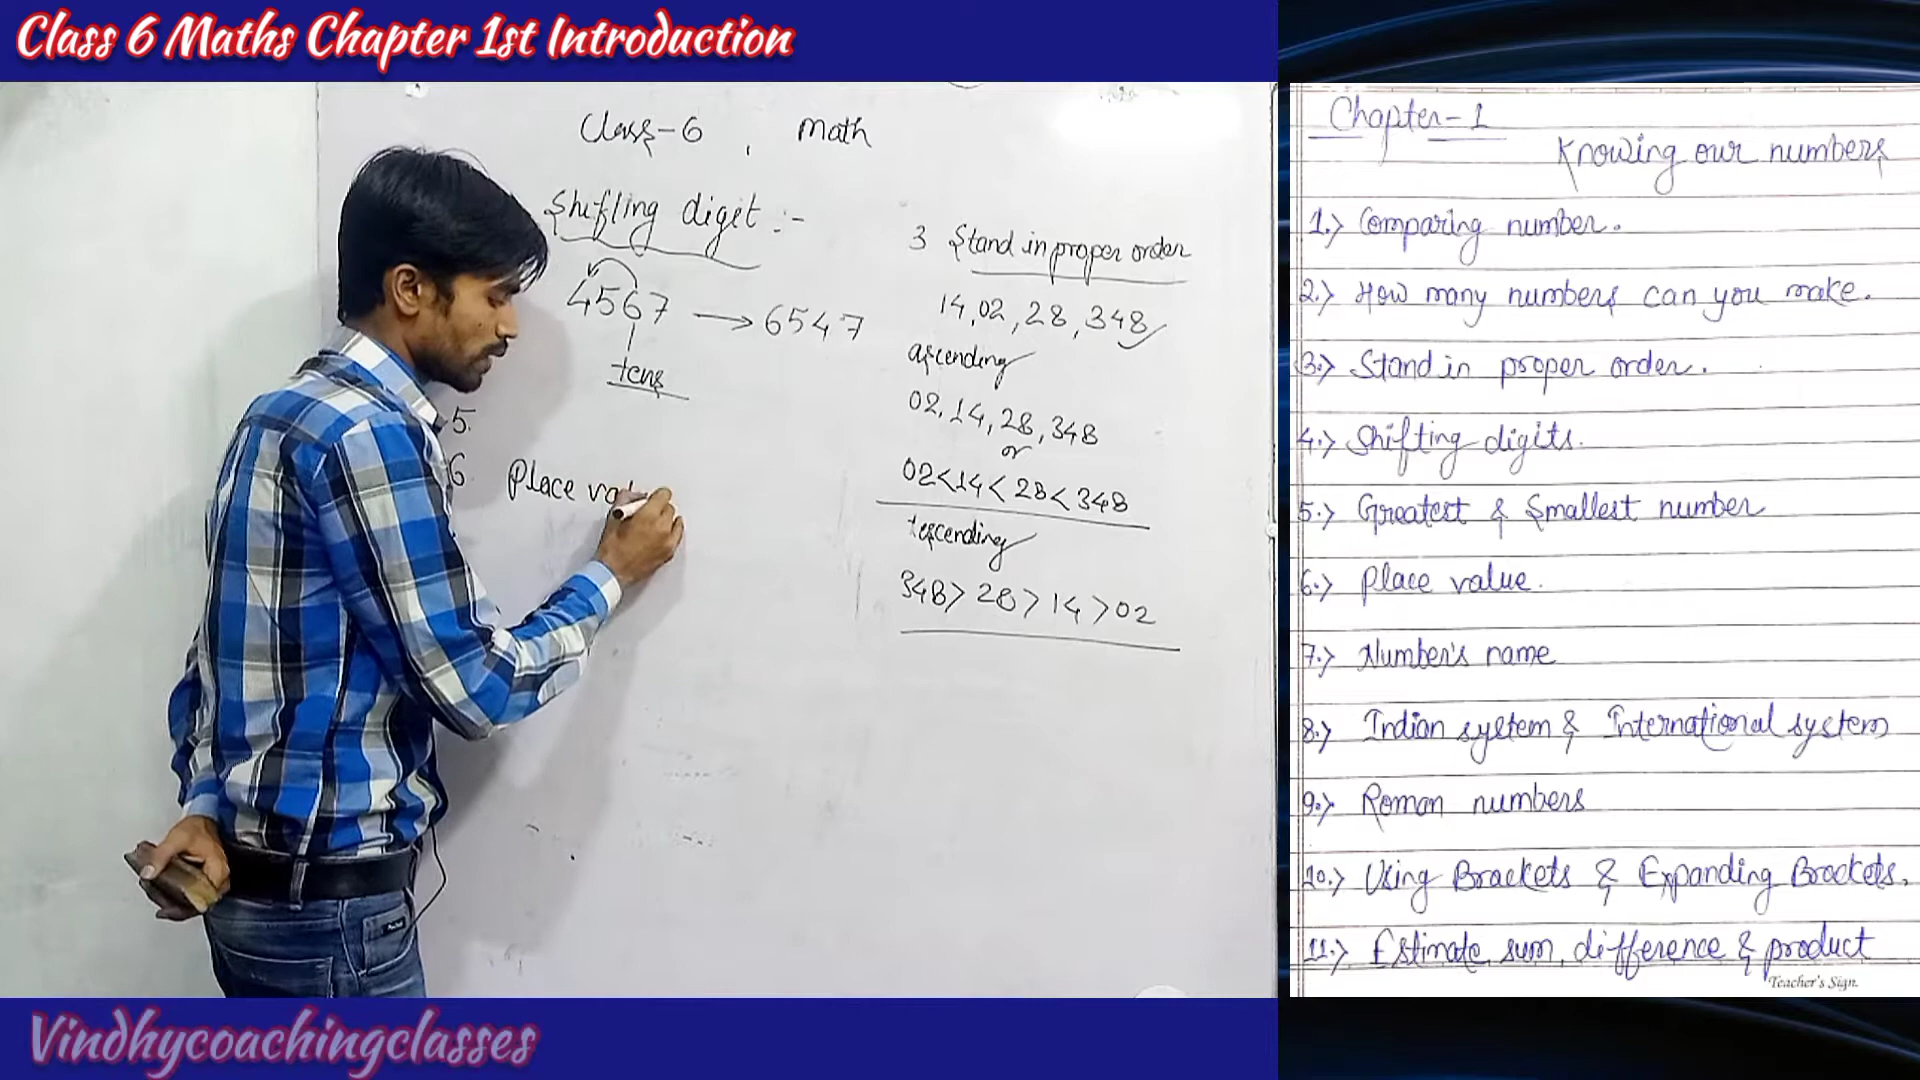 Class 6 Maths Chapter 1st Introduction
Class-6 , Math
Shifting digit :-
4567 → 6547
tens
5.
6 Place va
3 Stand in proper order
14, 02, 28, 348
ascending
02, 14, 28, 348
or
02<14<28<348
348>28>14>02
Chapter-1
Knowing our numbers
1.> Comparing number.
2.> How many numbers can you make.
3.> Stand in proper order.
4.> Shifting digits.
5.> Greatest & Smallest number
6.> Place value.
7.> Number's name
8.> Indian system & International system
9.> Roman numbers
10.> Using Brackets & Expanding Brackets.
11.> Estimate sum, difference & product
Teacher's Sign.
Vindhycoachingclasses